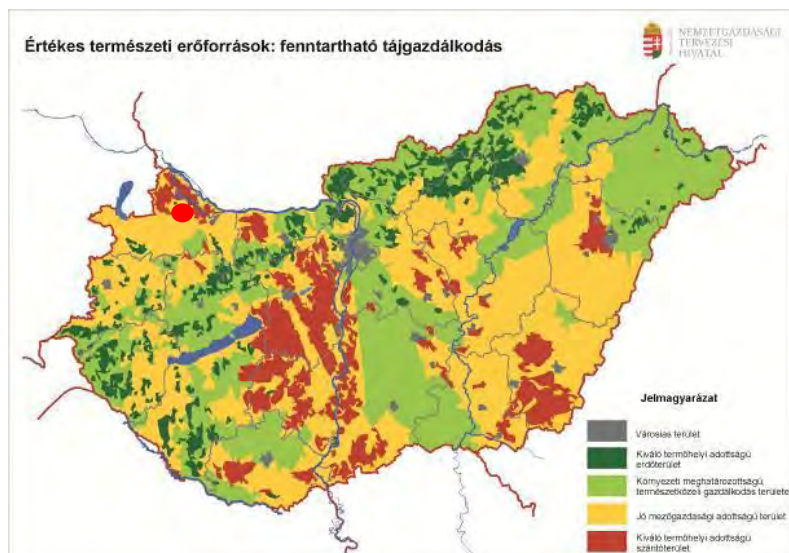 Értékes természeti erőforrások: fenntartható tájgazdálkodás
NEMZETGAZDASÁGI
TERVEZÉSI
HIVATAL
Jelmagyarázat
Városias terület
Kiváló termőhelyi adottságú
erdőterület
Környezeti meghatározottságú,
természetközeli gazdálkodás területe
Jó mezőgazdasági adottságú terület
Kiváló termőhelyi adottságú
szántóterület